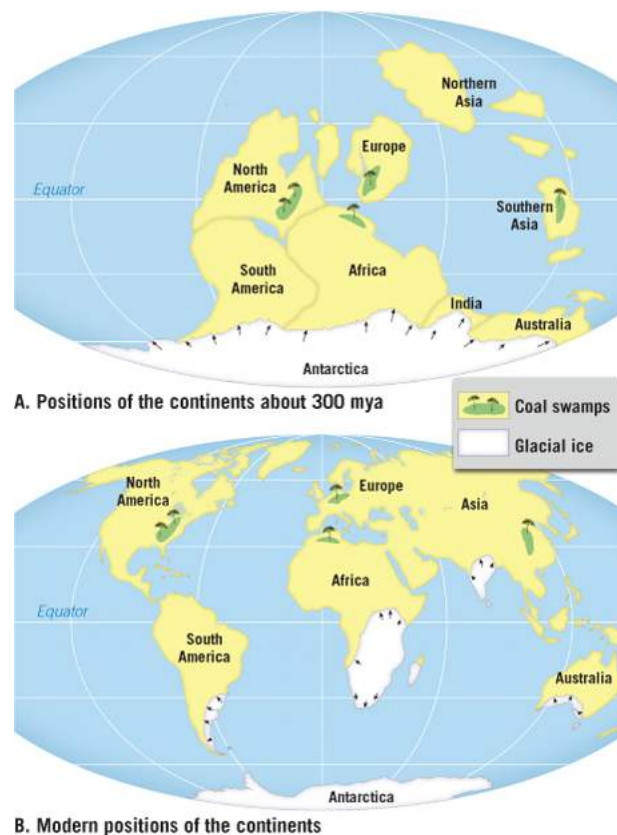 Northern
Asia
Europe
North
America
Equator
Southern
Asia
South
America
Africa
India
Australia
Antarctica
A. Positions of the continents about 300 mya
Coal swamps
Glacial ice
North
America
Europe
Asia
Africa
Equator
South
America
Australia
Antarctica
B. Modern positions of the continents